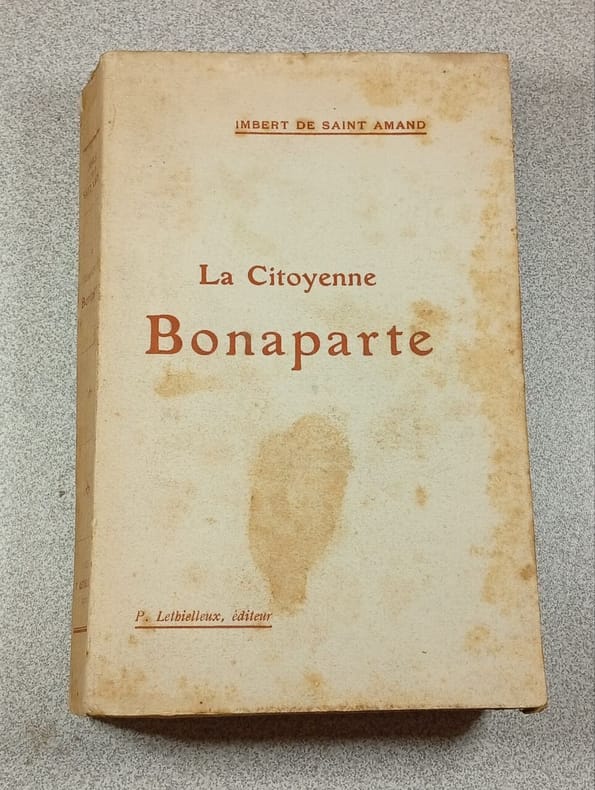 IMBERT DE SAINT AMAND
La Citoyenne
Bonaparte
P. Lethielleux, éditeur